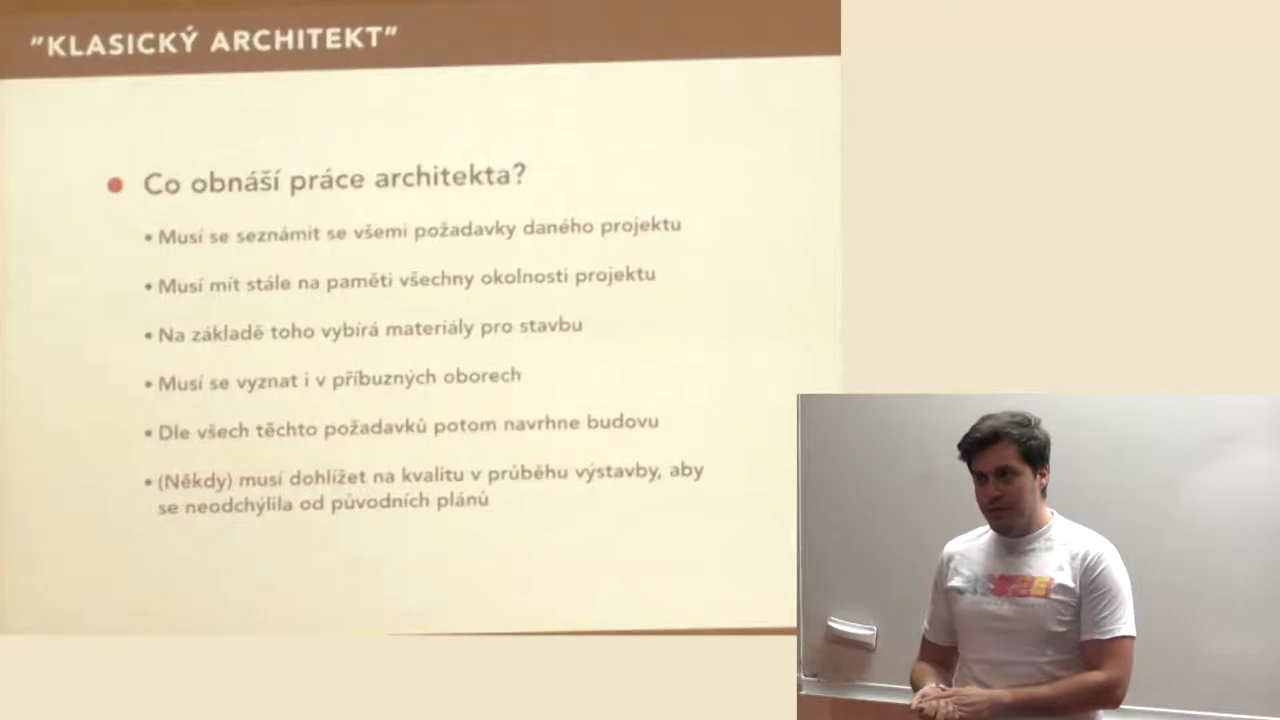 "KLASICKÝ ARCHITEKT"
• Co obnáší práce architekta?
• Musí se seznámit se všemi požadavky daného projektu
• Musí mít stále na paměti všechny okolnosti projektu
• Na základě toho vybírá materiály pro stavbu
• Musí se vyznat i v příbuzných oborech
• Dle všech těchto požadavků potom navrhne budovu
• (Někdy) musí dohlížet na kvalitu v průběhu výstavby, aby
se neodchýlila od původních plánů